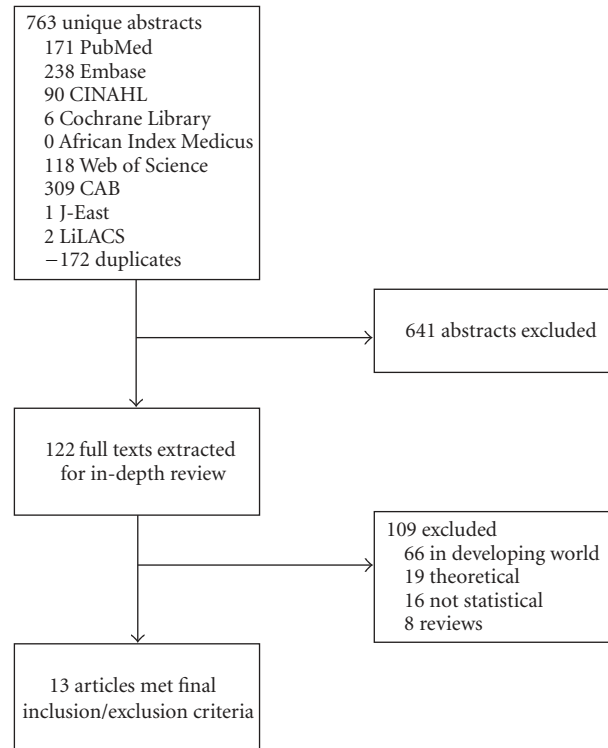 763 unique abstracts
171 PubMed
238 Embase
90 CINAHL
6 Cochrane Library
0 African Index Medicus
118 Web of Science
309 CAB
1 J-East
2 LiLACS
−172 duplicates
641 abstracts excluded
122 full texts extracted
for in-depth review
109 excluded
66 in developing world
19 theoretical
16 not statistical
8 reviews
13 articles met final
inclusion/exclusion criteria